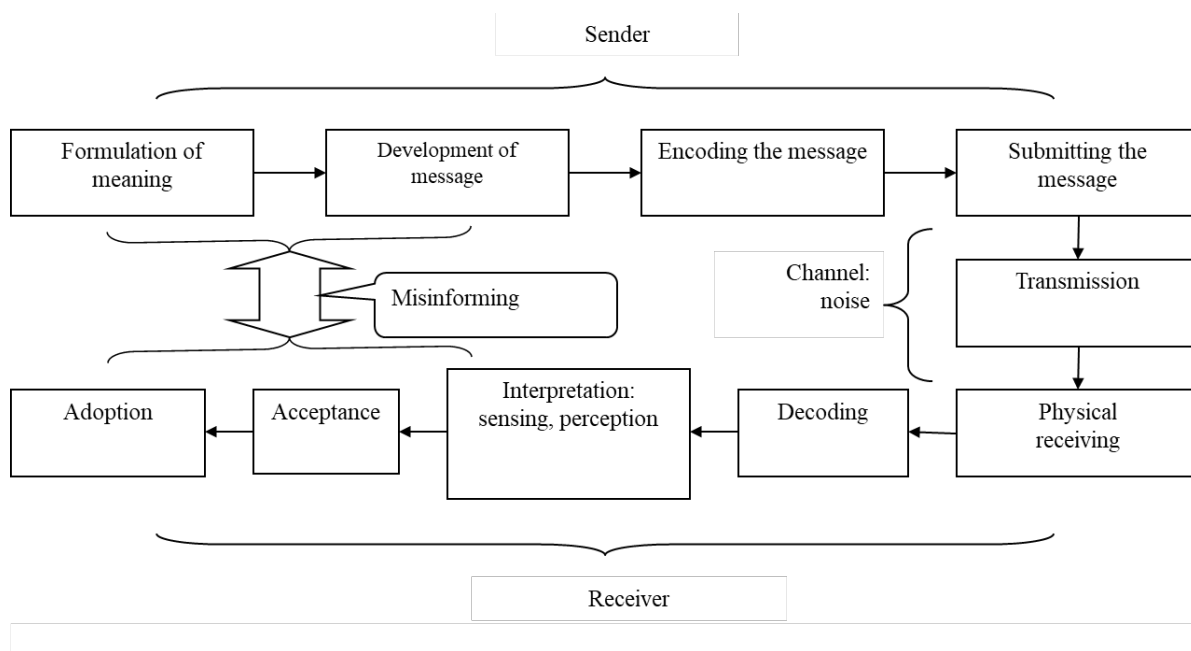 Sender
Formulation of
meaning
Development of
message
Encoding the message
Submitting the
message
Misinforming
Channel:
noise
Transmission
Adoption
Acceptance
Interpretation:
sensing, perception
Decoding
Physical
receiving
Receiver